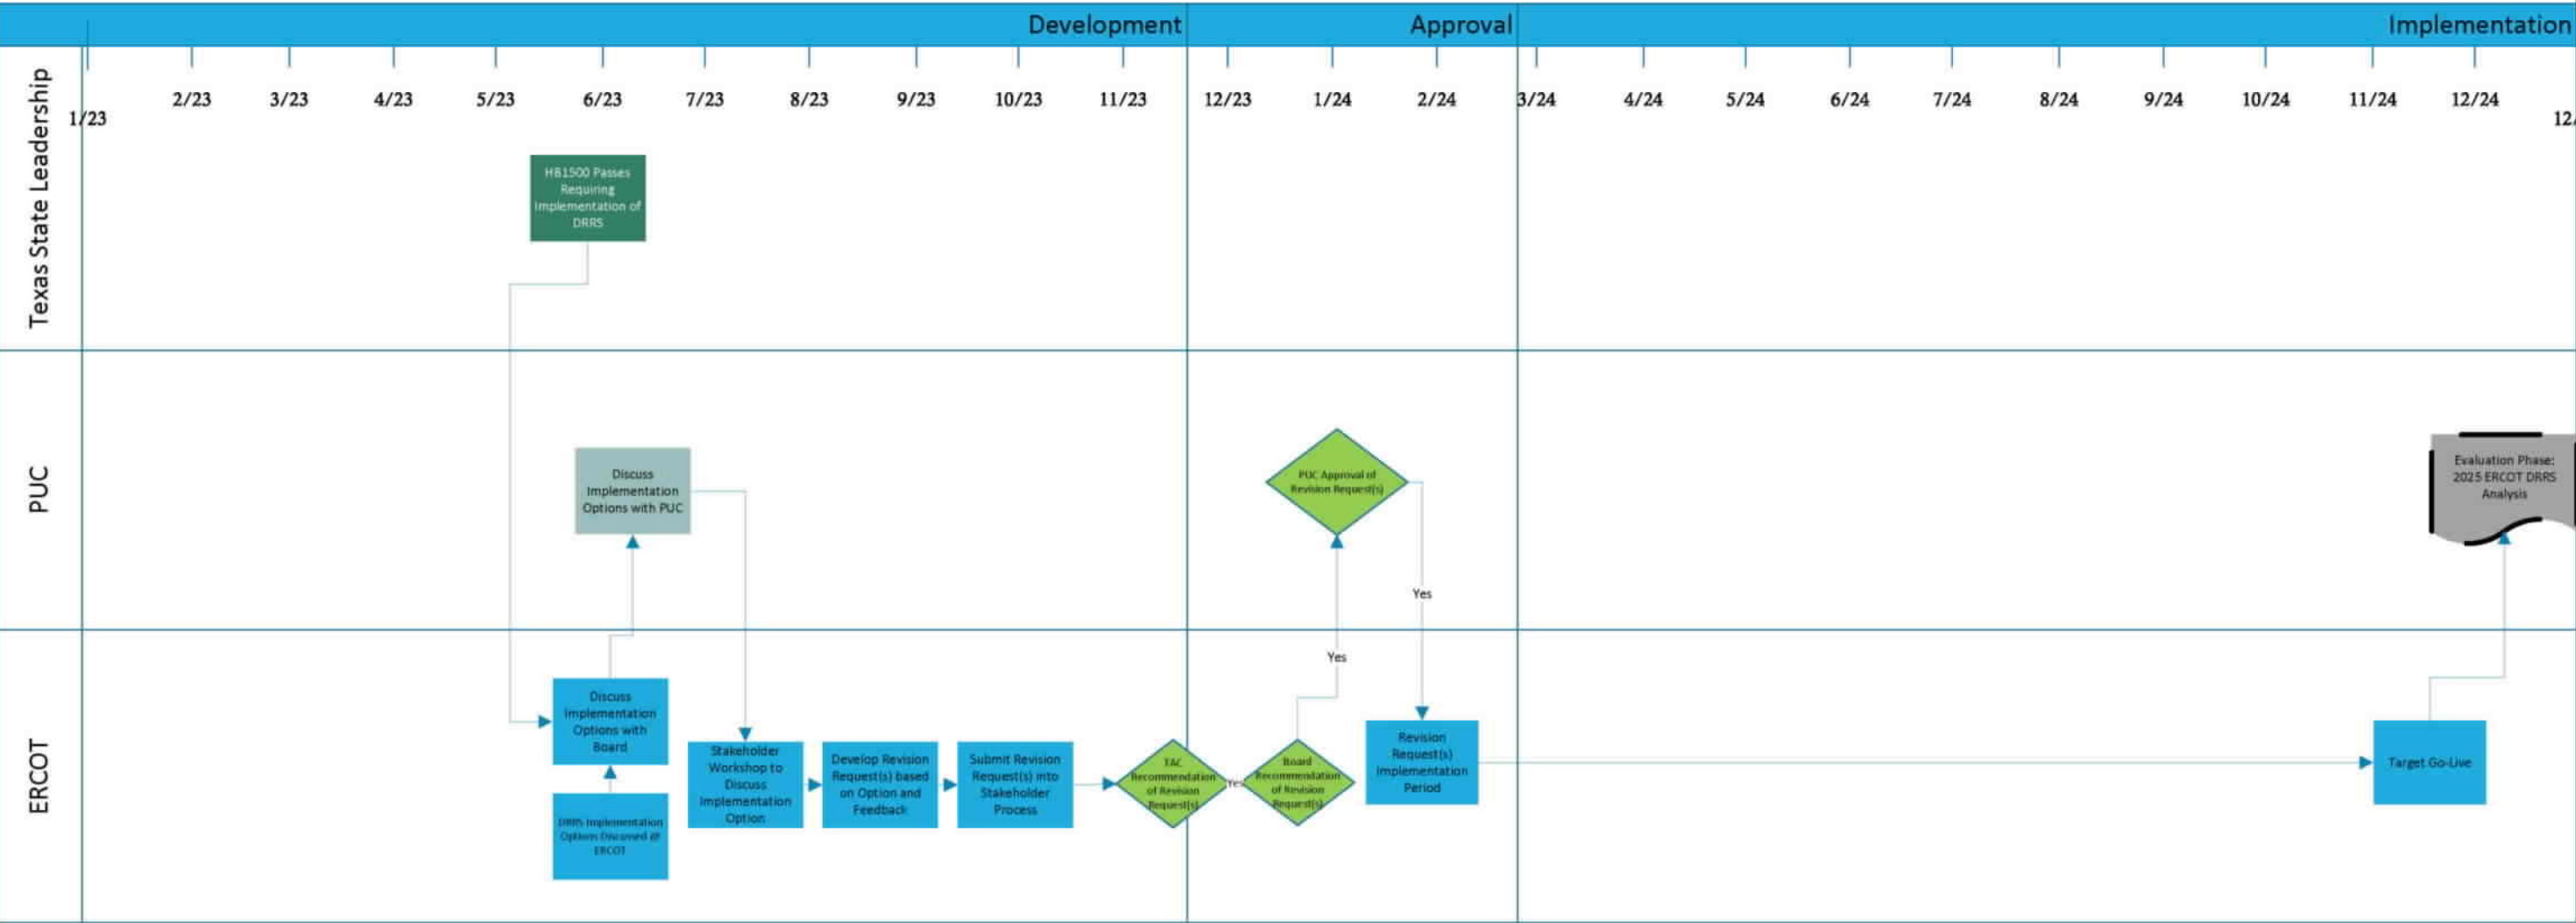 Development
Approval
Implementation
1/23
2/23
3/23
4/23
5/23
6/23
7/23
8/23
9/23
10/23
11/23
12/23
1/24
2/24
3/24
4/24
5/24
6/24
7/24
8/24
9/24
10/24
11/24
12/24
12/
Texas State Leadership
HB1500 Passes
Requiring
Implementation of
DRRS
PUC
Discuss
Implementation
Options with PUC
PUC Approval of
Revision Request(s)
Yes
Evaluation Phase:
2025 ERCOT DRRS
Analysis
ERCOT
Discuss
Implementation
Options with
Board
DRRS Implementation
Options Discussed @
ERCOT
Stakeholder
Workshop to
Discuss
Implementation
Option
Develop Revision
Request(s) based
on Option and
Feedback
Submit Revision
Request(s) into
Stakeholder
Process
TAC
Recommendation
of Revision
Request(s)
Yes
Board
Recommendation
of Revision
Request(s)
Yes
Revision
Request(s)
Implementation
Period
Target Go-Live